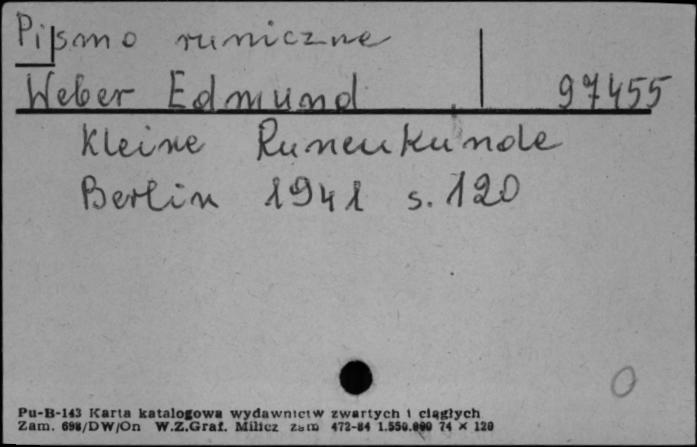 Pismo runiczne
Weber Edmund 97455
Kleine Runenkunde
Berlin 1941 s. 120
0
Pu-B-143 Karta katalogowa wydawnictw zwartych i ciągłych
Zam. 698/DW/On W.Z.Graf. Milicz zam 472-84 1.550.000 74 × 120